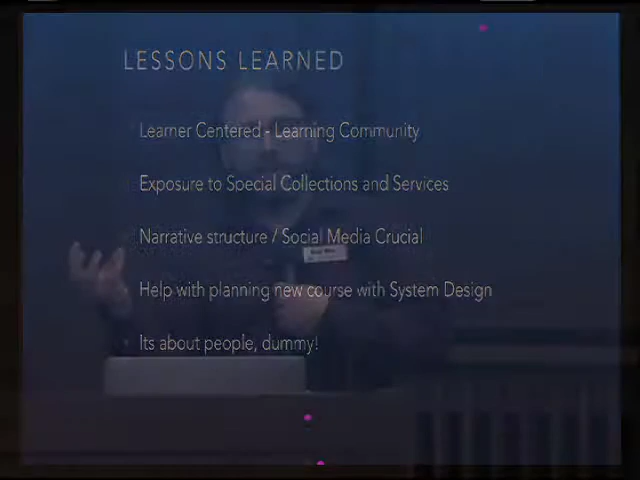 LESSONS LEARNED
Learner Centered - Learning Community
Exposure to Special Collections and Services
Narrative structure / Social Media Crucial
Help with planning new course with System Design
Its about people, dummy!